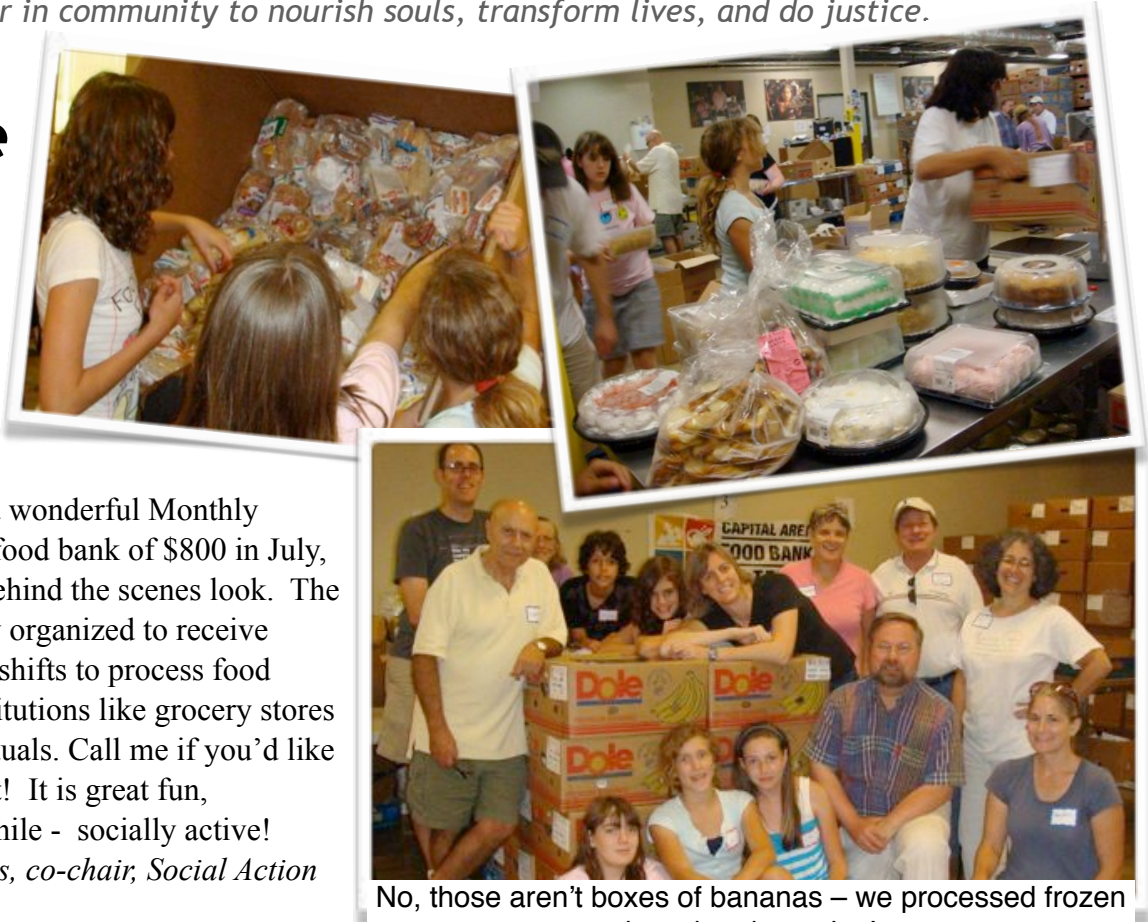 r in community to nourish souls, transform lives, and do justice.
e
wonderful Monthly
food bank of $800 in July,
ehind the scenes look.  The
organized to receive
shifts to process food
itutions like grocery stores
uals. Call me if you’d like
t!  It is great fun,
hile -  socially active!
s, co-chair, Social Action
3
CAPITAL AREA
FOOD BANK
Dole
Dole
Dole
Dole
No, those aren’t boxes of bananas – we processed frozen